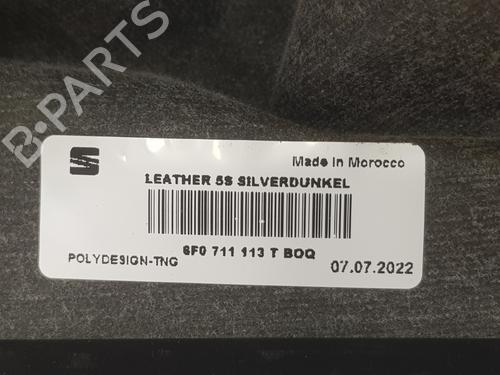 B-PARTS
Made in Morocco
LEATHER 5S SILVERDUNKEL
6F0 711 113 T BOQ
POLYDESIGN-TNG
07.07.2022